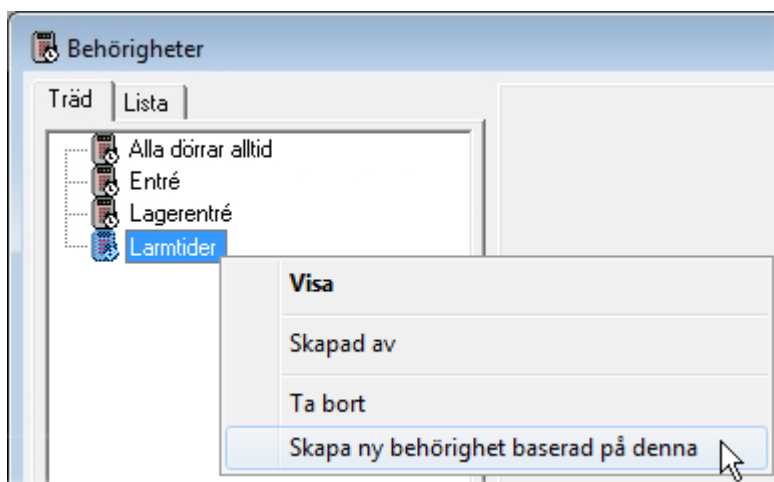 Behörigheter
Träd Lista
Alla dörrar alltid
Entré
Lagerentré
Larmtider
Visa
Skapad av
Ta bort
Skapa ny behörighet baserad på denna